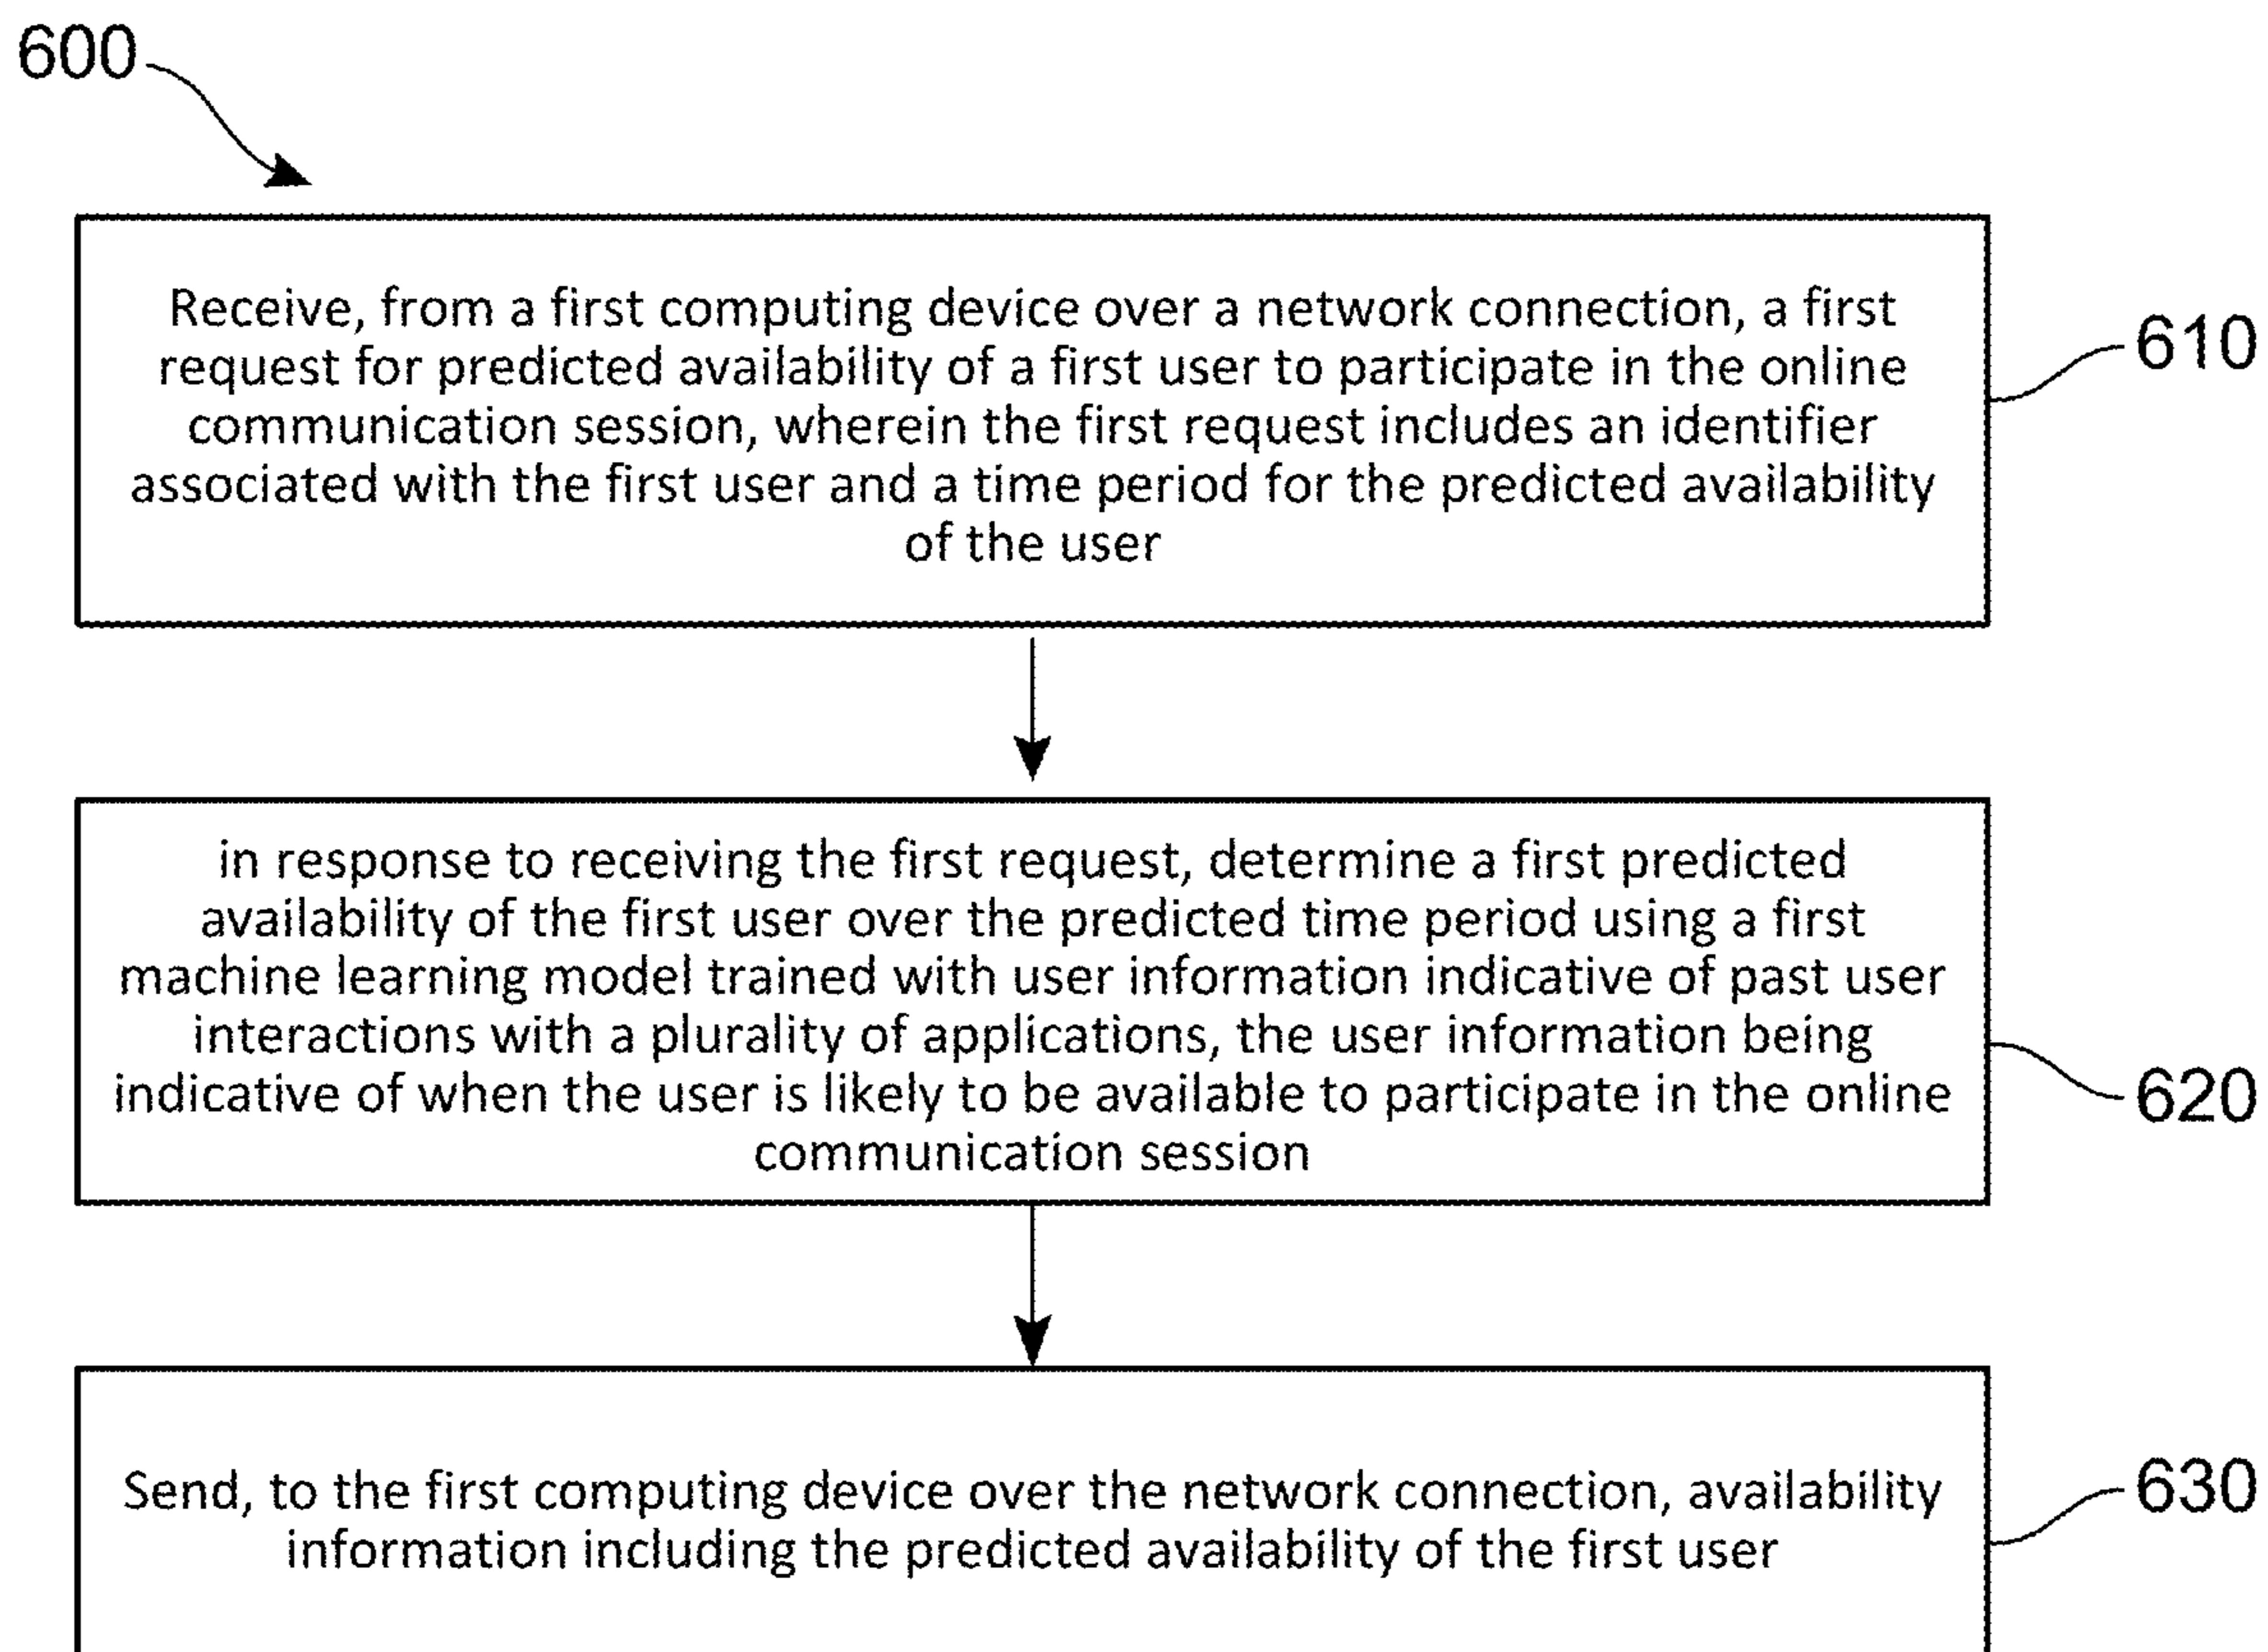 600
Receive, from a first computing device over a network connection, a first
request for predicted availability of a first user to participate in the online
communication session, wherein the first request includes an identifier
associated with the first user and a time period for the predicted availability
of the user
610
in response to receiving the first request, determine a first predicted
availability of the first user over the predicted time period using a first
machine learning model trained with user information indicative of past user
interactions with a plurality of applications, the user information being
indicative of when the user is likely to be available to participate in the online
communication session
620
Send, to the first computing device over the network connection, availability
information including the predicted availability of the first user
630